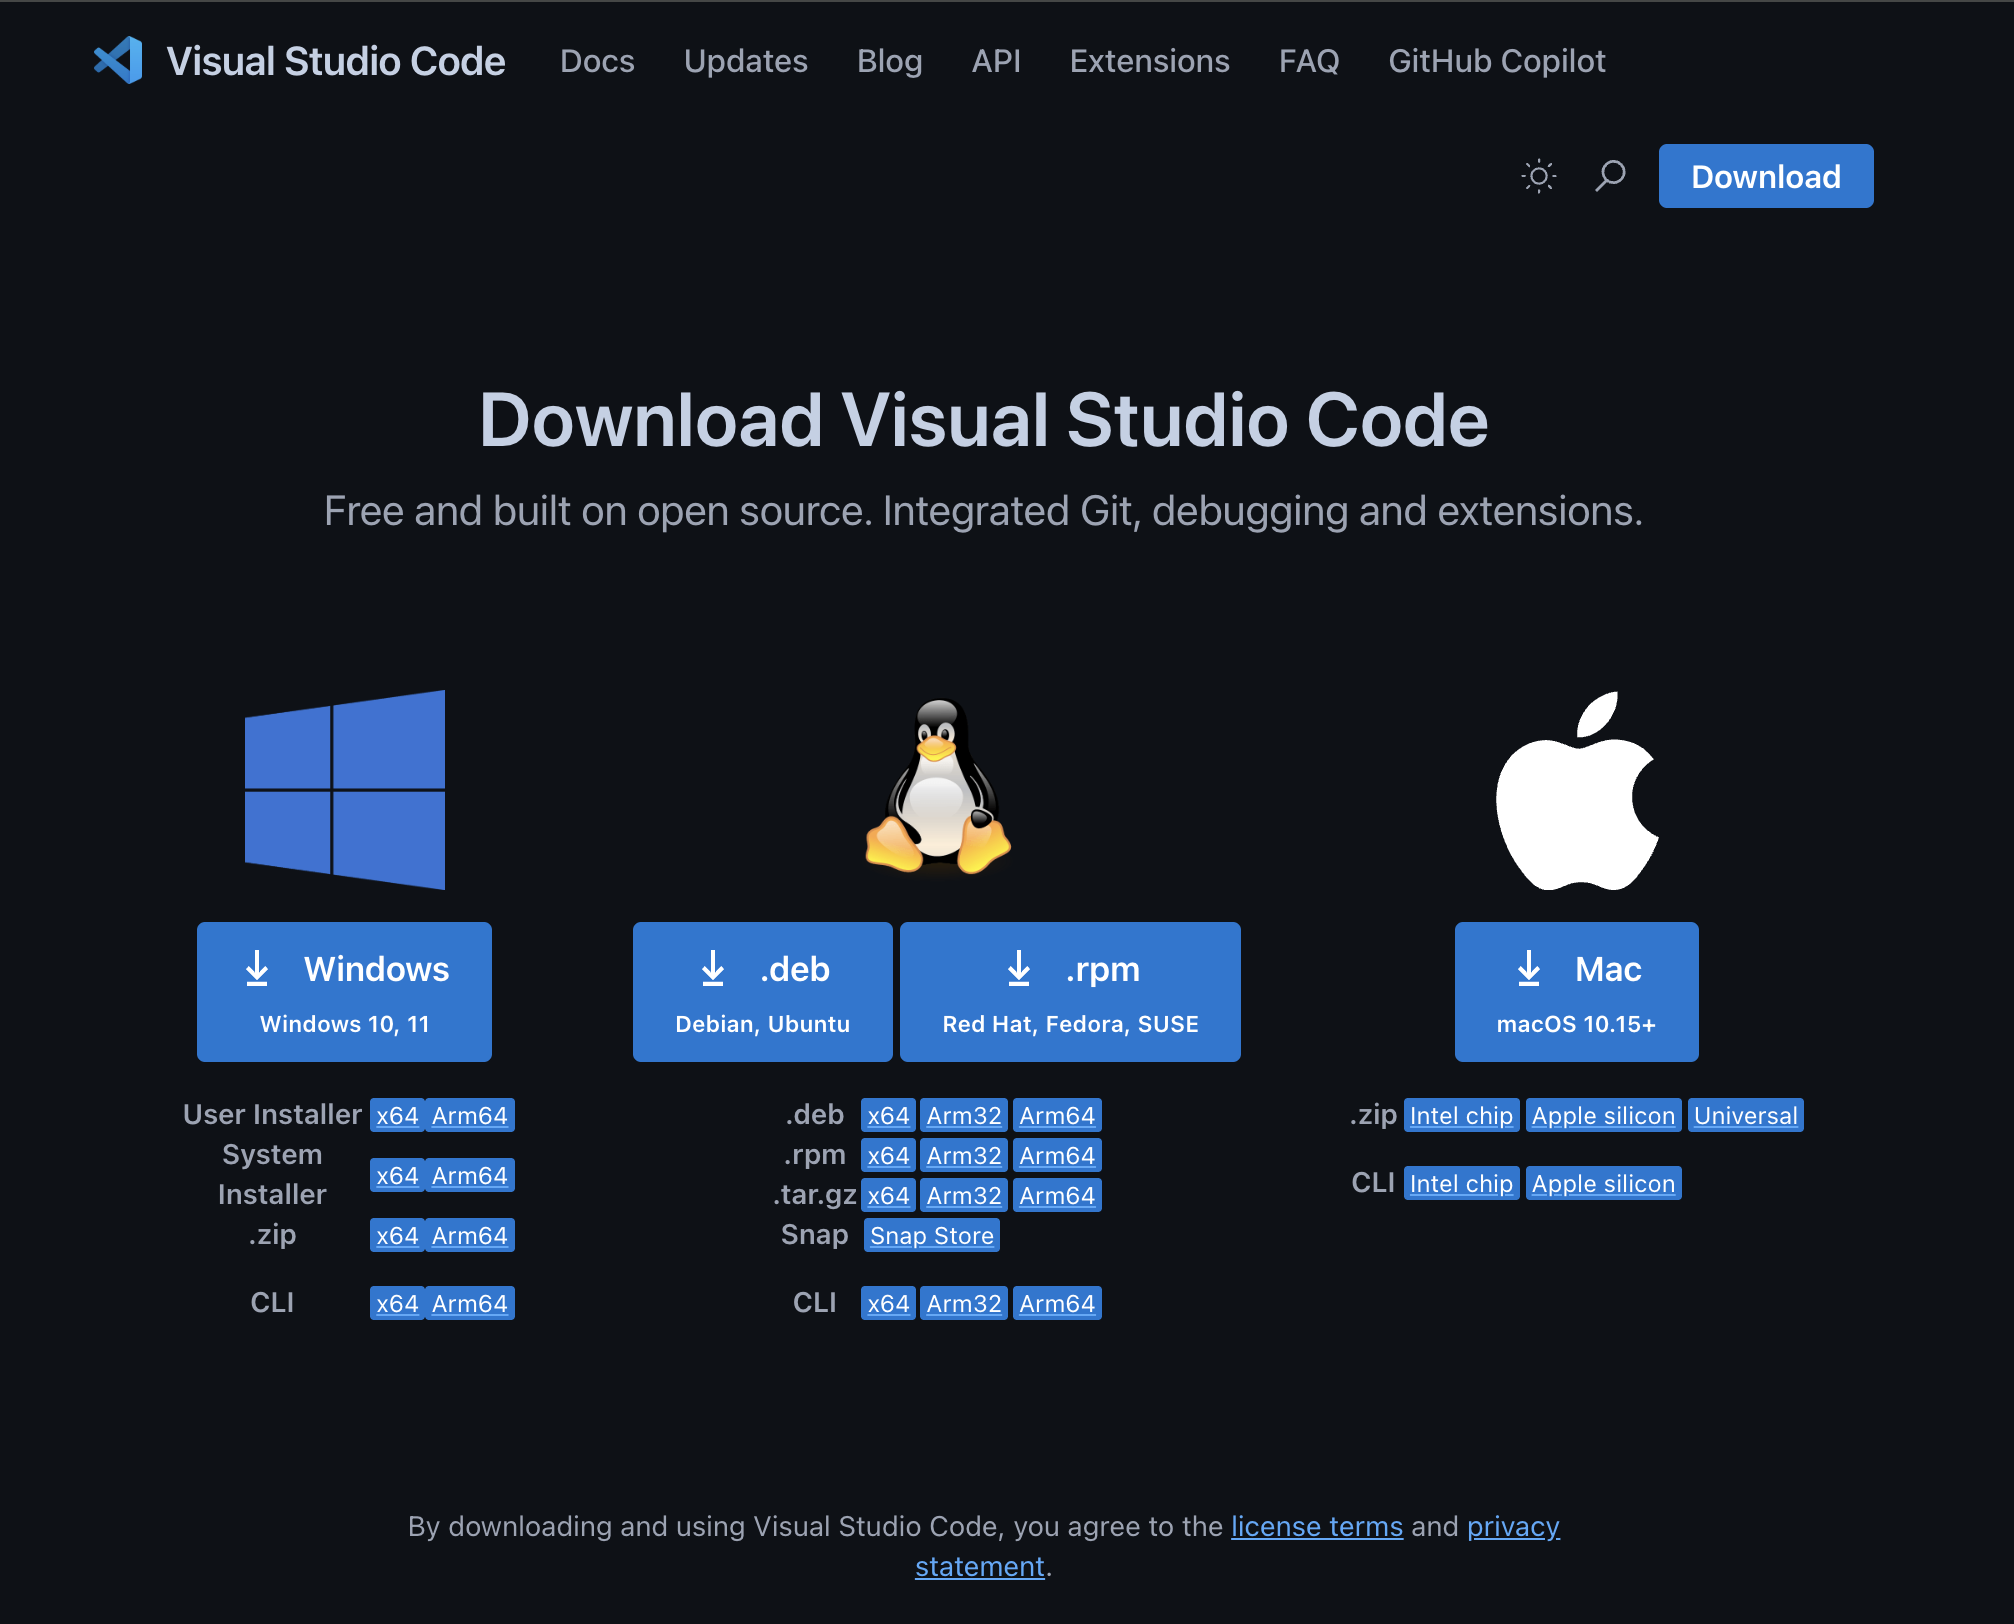 Visual Studio Code Docs Updates Blog API Extensions FAQ GitHub Copilot
Download
Download Visual Studio Code
Free and built on open source. Integrated Git, debugging and extensions.
Windows
Windows 10, 11
User Installer x64 Arm64
System Installer x64 Arm64
.zip x64 Arm64
CLI x64 Arm64
.deb
Debian, Ubuntu
.rpm
Red Hat, Fedora, SUSE
.deb x64 Arm32 Arm64
.rpm x64 Arm32 Arm64
.tar.gz x64 Arm32 Arm64
Snap Snap Store
CLI x64 Arm32 Arm64
Mac
macOS 10.15+
.zip Intel chip Apple silicon Universal
CLI Intel chip Apple silicon
By downloading and using Visual Studio Code, you agree to the license terms and privacy
statement.